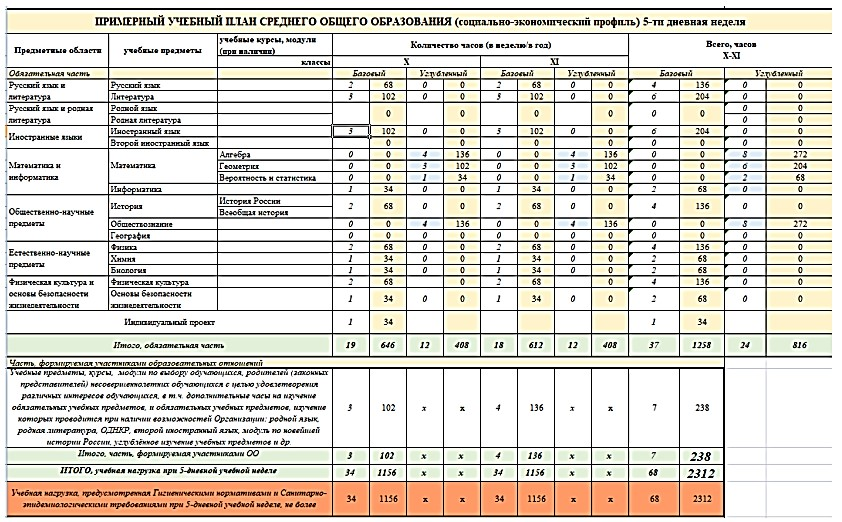 ПРИМЕРНЫЙ УЧЕБНЫЙ ПЛАН СРЕДНЕГО ОБЩЕГО ОБРАЗОВАНИЯ (социально-экономический профиль) 5-ти дневная неделя
Предметные области учебные предметы учебные курсы, модули (при наличии) Количество часов (в неделю/в год) Всего, часов X-XI
классы X XI
Обязательная часть Базовый Углубленный Базовый Углубленный Базовый Углубленный
Русский язык и литература Русский язык 2 68 0 0 2 68 0 0 4 136 0 0
Литература 3 102 0 0 3 102 0 0 6 204 0 0
Русский язык и родная литература Родной язык
Родная литература 0 0 0 0 0 0 0 0 0 0
Иностранные языки Иностранный язык 3 102 0 0 3 102 0 0 6 204 0 0
Второй иностранный язык 0 0 0 0 0 0 0
Математика и информатика Математика Алгебра 0 0 4 136 0 0 4 136 0 0 8 272
Геометрия 0 0 3 102 0 0 3 102 0 0 6 204
Вероятность и статистика 0 0 1 34 0 0 1 34 0 0 2 68
Информатика 1 34 0 0 1 34 0 0 2 68 0 0
Общественно-научные предметы История История России
Всеобщая история 2 68 0 0 2 68 0 0 4 136 0 0
Обществознание 0 0 4 136 0 0 4 136 0 0 8 272
География 0 0 0 0 0 0 0 0 0 0 0 0
Естественно-научные предметы Физика 2 68 0 0 2 68 0 0 4 136 0 0
Химия 1 34 0 0 1 34 0 0 2 68 0 0
Биология 1 34 0 0 1 34 0 0 2 68 0 0
Физическая культура и основы безопасности жизнедеятельности Физическая культура 2 68 0 2 68 0 4 136 0 0
Основы безопасности жизнедеятельности 1 34 0 0 1 34 0 0 2 68 0 0
Индивидуальный проект 1 34 1 34
Итого, обязательная часть 19 646 12 408 18 612 12 408 37 1258 24 816
Часть, формируемая участниками образовательных отношений
Учебные предметы, курсы, модули по выбору обучающихся, родителей (законных
представителей) несовершеннолетних обучающихся с целью удовлетворения
различных интересов обучающихся, в т.ч. дополнительные часы на изучение
обязательных учебных предметов, и обязательных учебных предметов, изучение
которых проводится при наличии возможностей Организации: родной язык,
родная литература, ОДНКР, второй иностранный язык, модуль по новейшей
истории России, углублённое изучение учебных предметов и др. 3 102 x x 4 136 x x 7 238
Итого, часть, формируемая участниками ОО 3 102 x x 4 136 x x 7 238
ИТОГО, учебная нагрузка при 5-дневной учебной неделе 34 1156 x x 34 1156 x x 68 2312
Учебная нагрузка, предусмотренная Гигиеническими нормативами и Санитарно-
эпидемиологическими требованиями при 5-дневной учебной неделе, не более 34 1156 x x 34 1156 x x 68 2312